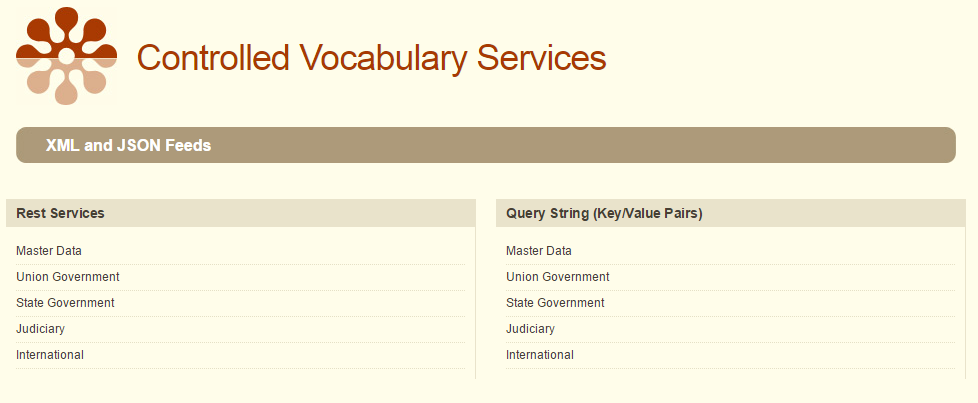 Controlled Vocabulary Services
XML and JSON Feeds
Rest Services
Master Data
Union Government
State Government
Judiciary
International
Query String (Key/Value Pairs)
Master Data
Union Government
State Government
Judiciary
International